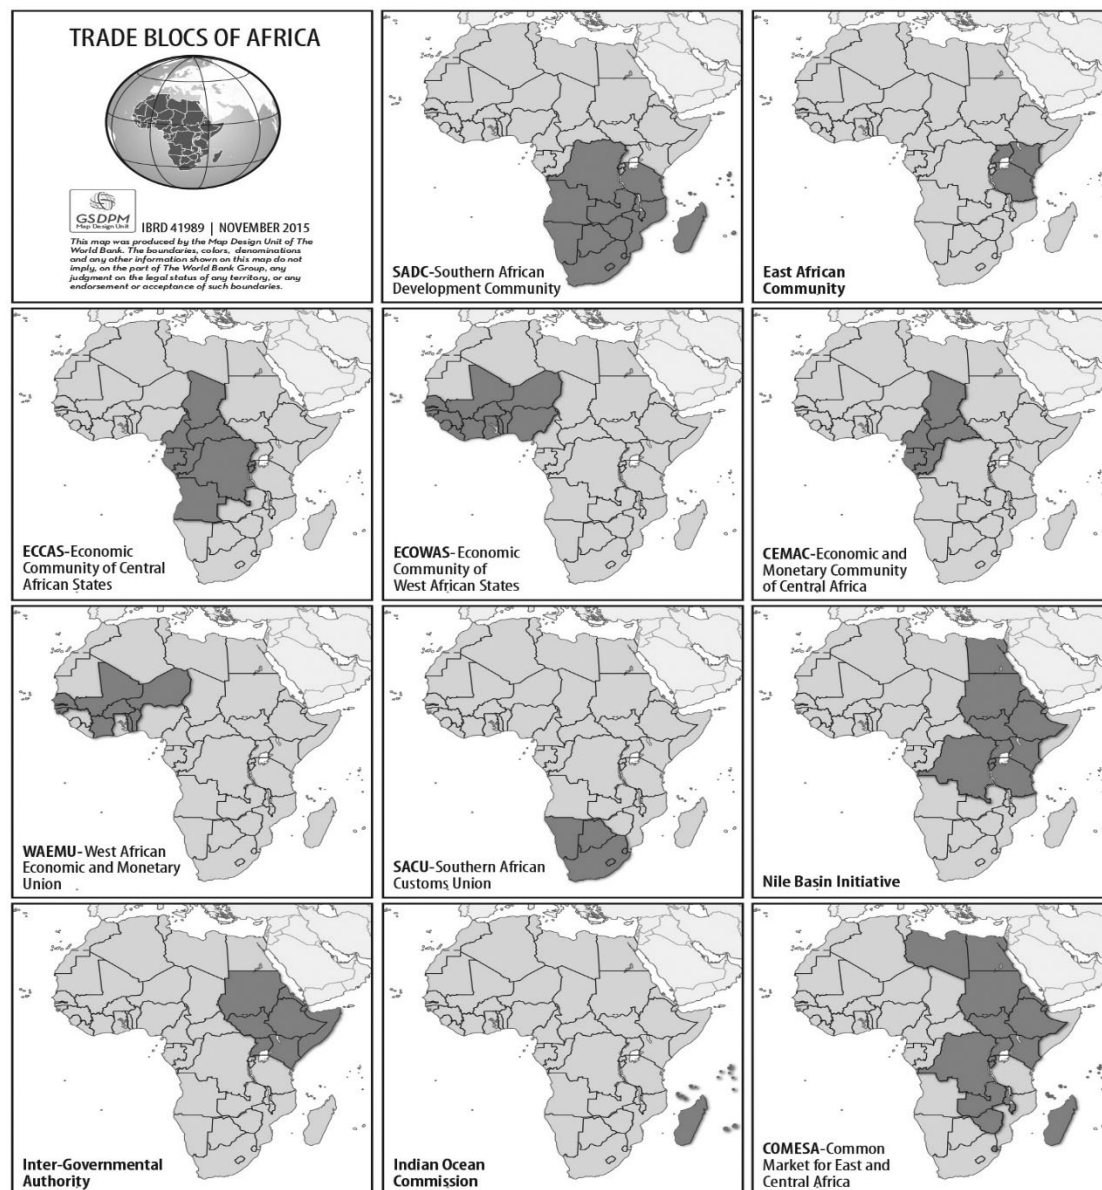 TRADE BLOCS OF AFRICA
GSDPM
Map Design Unit
IBRD 41989 | NOVEMBER 2015
This map was produced by the Map Design Unit of The
World Bank. The boundaries, colors, denominations
and any other information shown on this map do not
imply, on the part of The World Bank Group, any
judgment on the legal status of any territory, or any
endorsement or acceptance of such boundaries.
SADC-Southern African
Development Community
East African
Community
ECCAS-Economic
Community of Central
African States
ECOWAS- Economic
Community of
West African States
CEMAC-Economic and
Monetary Community
of Central Africa
WAEMU-West African
Economic and Monetary
Union
SACU-Southern African
Customs Union
Nile Basin Initiative
Inter-Governmental
Authority
Indian Ocean
Commission
COMESA-Common
Market for East and
Central Africa